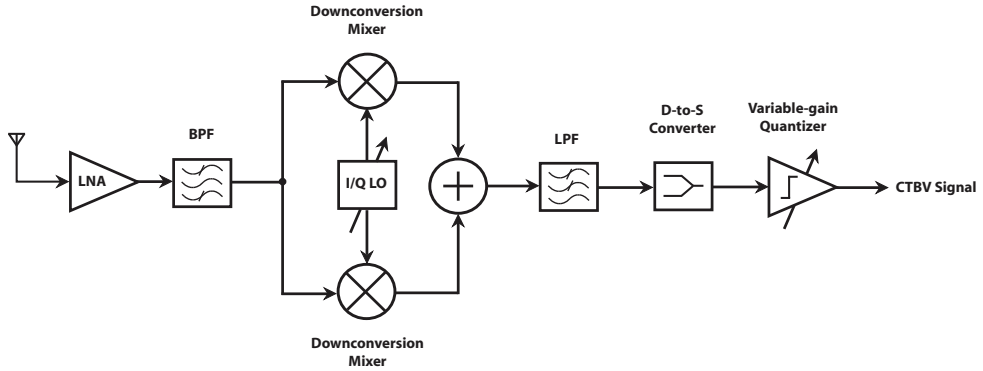 Downconversion
Mixer
BPF
LNA
I/Q LO
LPF
D-to-S
Converter
Variable-gain
Quantizer
CTBV Signal
Downconversion
Mixer